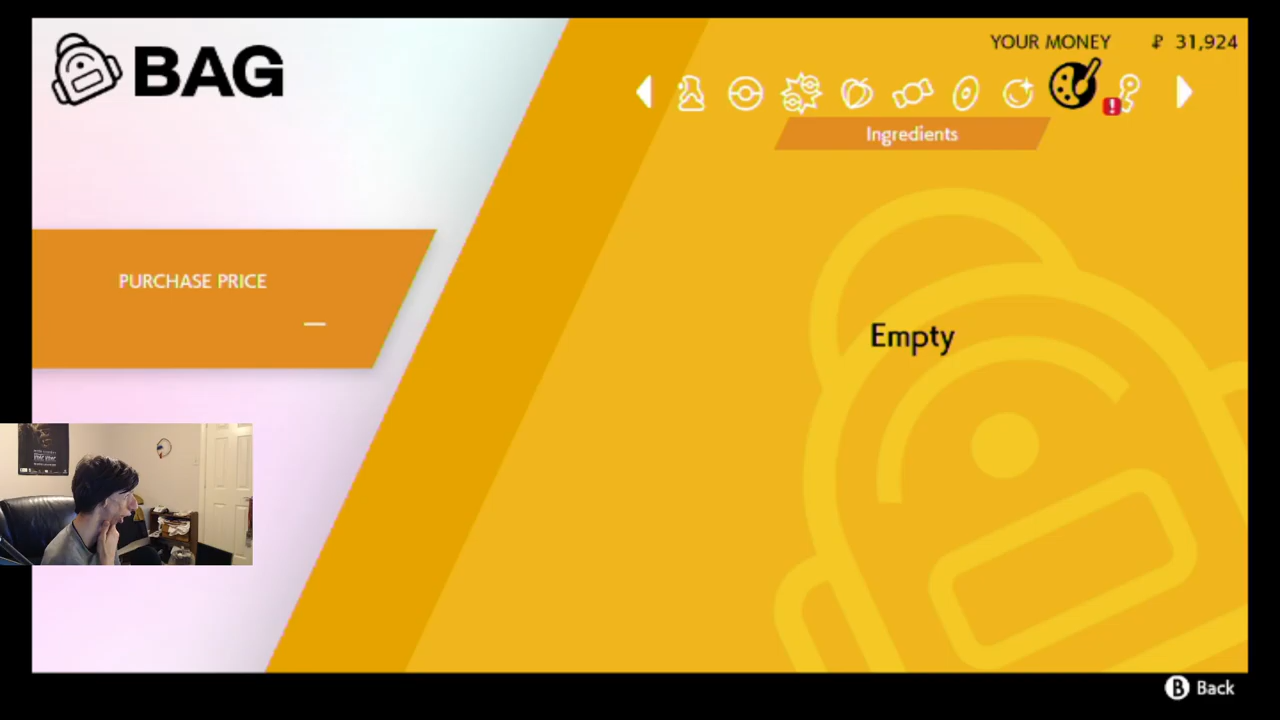 BAG
YOUR MONEY ₽ 31,924
!
Ingredients
PURCHASE PRICE
—
Empty
B Back